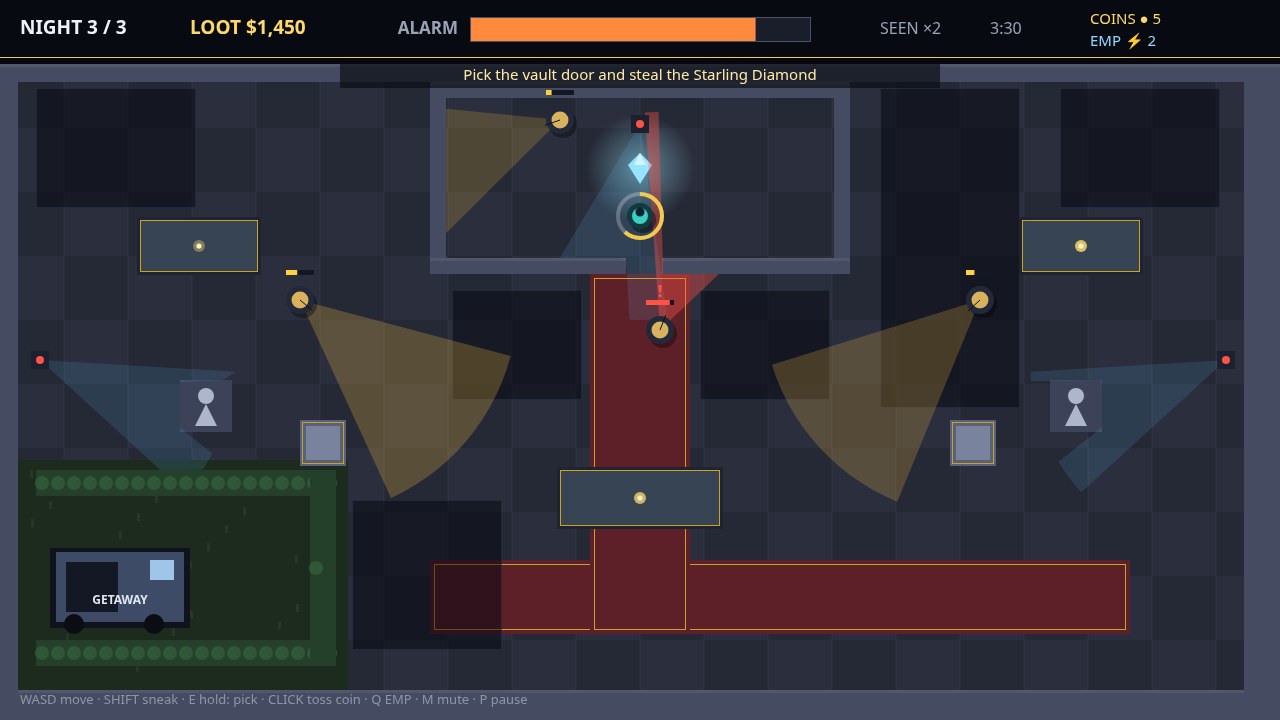 NIGHT 3 / 3
LOOT $1,450
ALARM
SEEN ×2
3:30
COINS ● 5
EMP ⚡ 2
Pick the vault door and steal the Starling Diamond
!
GETAWAY
WASD move · SHIFT sneak · E hold: pick · CLICK toss coin · Q EMP · M mute · P pause